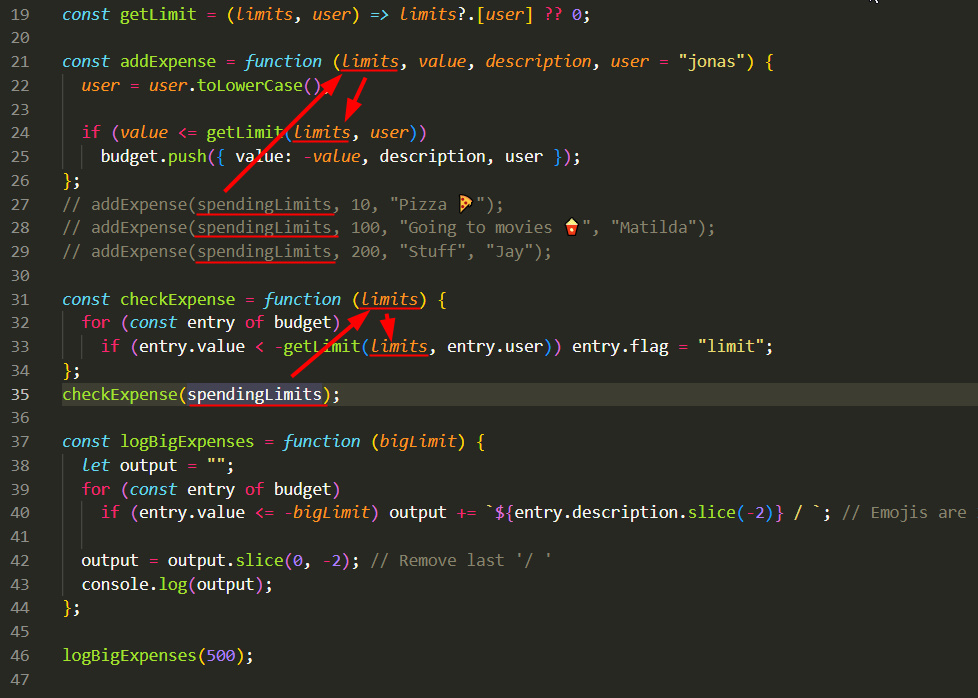 19 const getLimit = (limits, user) => limits?.[user] ?? 0;
20
21 const addExpense = function (limits, value, description, user = "jonas") {
22 user = user.toLowerCase();
23
24 if (value <= getLimit(limits, user))
25 budget.push({ value: -value, description, user });
26 };
27 // addExpense(spendingLimits, 10, "Pizza 🍕");
28 // addExpense(spendingLimits, 100, "Going to movies 🍿", "Matilda");
29 // addExpense(spendingLimits, 200, "Stuff", "Jay");
30
31 const checkExpense = function (limits) {
32 for (const entry of budget)
33 if (entry.value < -getLimit(limits, entry.user)) entry.flag = "limit";
34 };
35 checkExpense(spendingLimits);
36
37 const logBigExpenses = function (bigLimit) {
38 let output = "";
39 for (const entry of budget)
40 if (entry.value <= -bigLimit) output += `${entry.description.slice(-2)} / `; // Emojis are
41
42 output = output.slice(0, -2); // Remove last '/ '
43 console.log(output);
44 };
45
46 logBigExpenses(500);
47